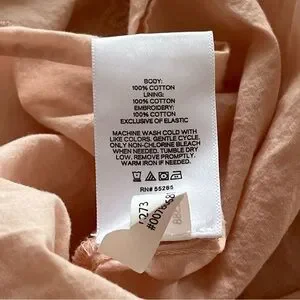 BODY:
100% COTTON
LINING:
100% COTTON
EMBROIDERY:
100% COTTON
EXCLUSIVE OF ELASTIC
MACHINE WASH COLD WITH
LIKE COLORS. GENTLE CYCLE.
ONLY NON-CHLORINE BLEACH
WHEN NEEDED. TUMBLE DRY
LOW. REMOVE PROMPTLY.
WARM IRON IF NEEDED.
RN# 55285